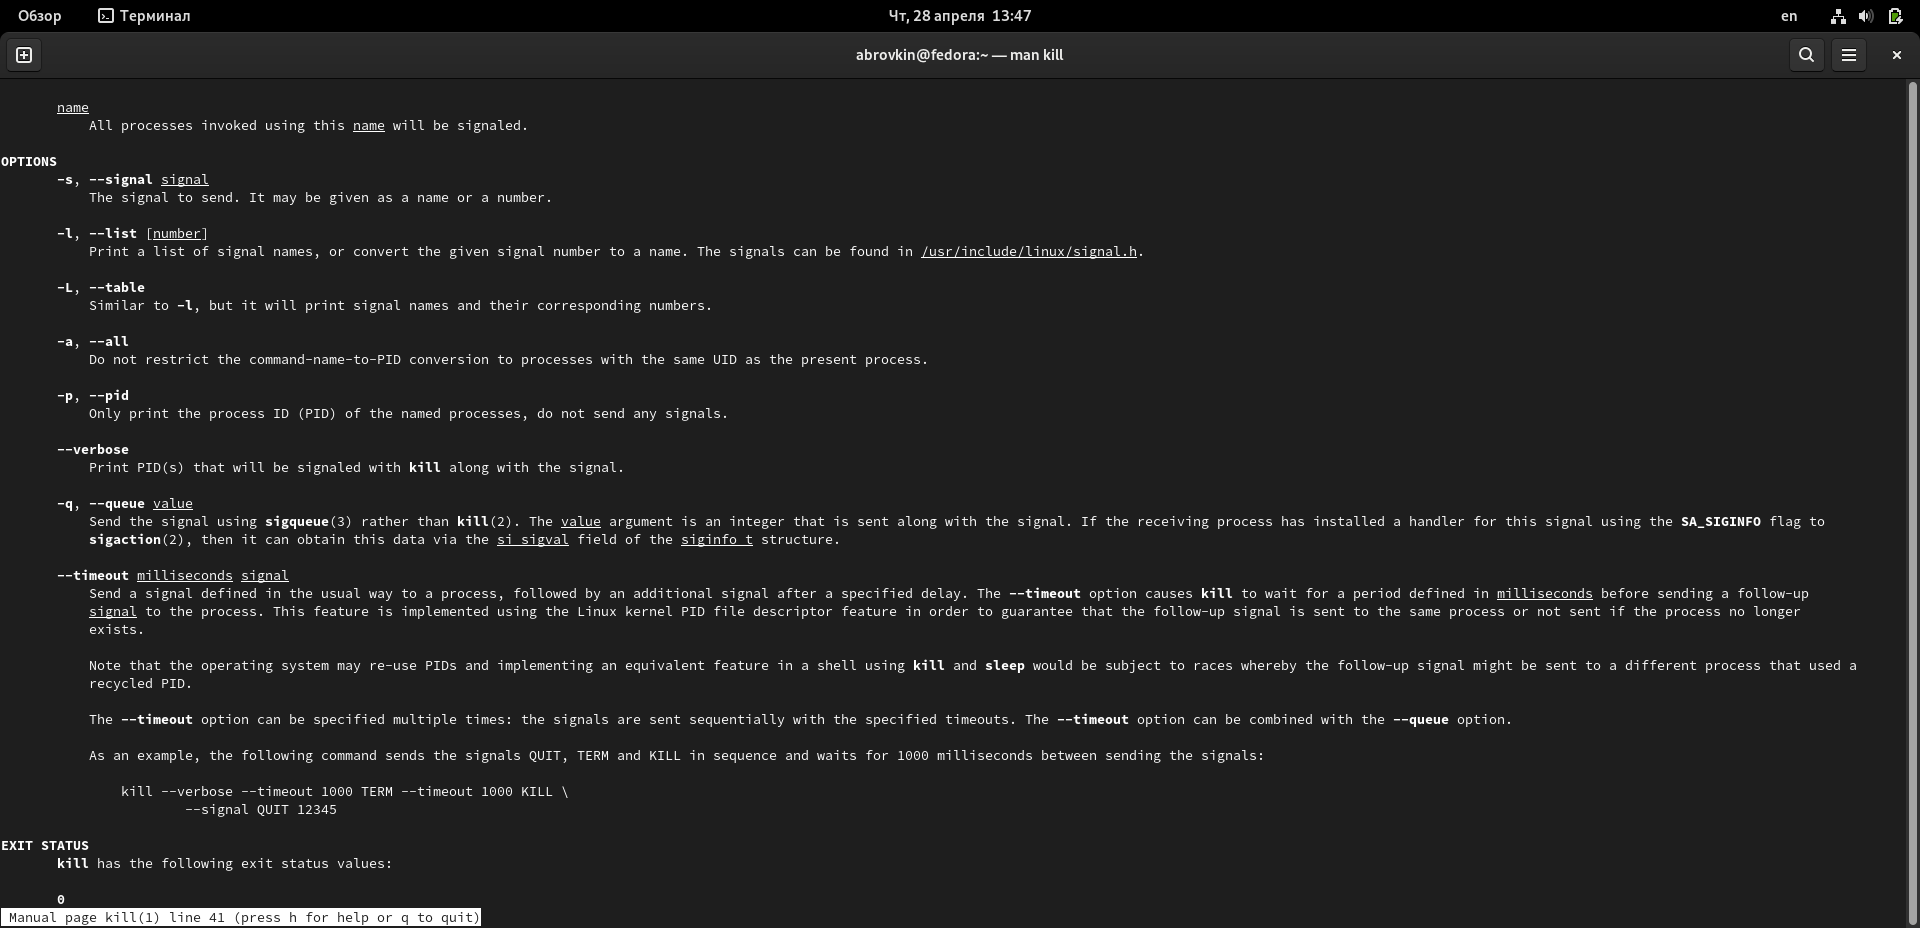 Обзор Терминал Чт, 28 апреля 13:47 en
abrovkin@fedora:~ — man kill
name
All processes invoked using this name will be signaled.
OPTIONS
-s, --signal signal
The signal to send. It may be given as a name or a number.
-l, --list [number]
Print a list of signal names, or convert the given signal number to a name. The signals can be found in /usr/include/linux/signal.h.
-L, --table
Similar to -l, but it will print signal names and their corresponding numbers.
-a, --all
Do not restrict the command-name-to-PID conversion to processes with the same UID as the present process.
-p, --pid
Only print the process ID (PID) of the named processes, do not send any signals.
--verbose
Print PID(s) that will be signaled with kill along with the signal.
-q, --queue value
Send the signal using sigqueue(3) rather than kill(2). The value argument is an integer that is sent along with the signal. If the receiving process has installed a handler for this signal using the SA_SIGINFO flag to
sigaction(2), then it can obtain this data via the si_sigval field of the siginfo_t structure.
--timeout milliseconds signal
Send a signal defined in the usual way to a process, followed by an additional signal after a specified delay. The --timeout option causes kill to wait for a period defined in milliseconds before sending a follow-up
signal to the process. This feature is implemented using the Linux kernel PID file descriptor feature in order to guarantee that the follow-up signal is sent to the same process or not sent if the process no longer
exists.
Note that the operating system may re-use PIDs and implementing an equivalent feature in a shell using kill and sleep would be subject to races whereby the follow-up signal might be sent to a different process that used a
recycled PID.
The --timeout option can be specified multiple times: the signals are sent sequentially with the specified timeouts. The --timeout option can be combined with the --queue option.
As an example, the following command sends the signals QUIT, TERM and KILL in sequence and waits for 1000 milliseconds between sending the signals:
kill --verbose --timeout 1000 TERM --timeout 1000 KILL \
--signal QUIT 12345
EXIT STATUS
kill has the following exit status values:
0
Manual page kill(1) line 41 (press h for help or q to quit)